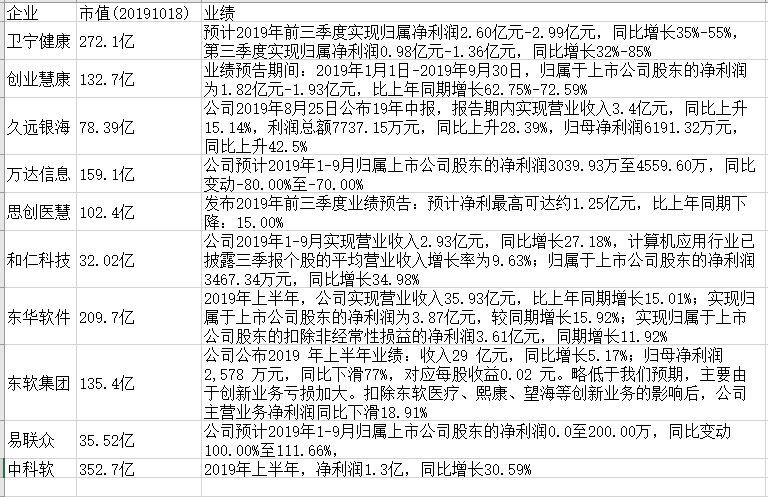 企业 市值(20191018) 业绩
卫宁健康 272.1亿 预计2019年前三季度实现归属净利润2.60亿元-2.99亿元，同比增长35%-55%，
第三季度实现归属净利润0.98亿元-1.36亿元，同比增长32%-85%
创业慧康 132.7亿 业绩预告期间：2019年1月1日-2019年9月30日，归属于上市公司股东的净利润
为1.82亿元-1.93亿元，比上年同期增长62.75%-72.59%
久远银海 78.39亿 公司2019年8月25日公布19年中报，报告期内实现营业收入3.4亿元，同比上升
15.14%，利润总额7737.15万元，同比上升28.39%，归母净利润6191.32万元，
同比上升42.5%
万达信息 159.1亿 公司预计2019年1-9月归属上市公司股东的净利润3039.93万至4559.60万，同比
变动-80.00%至-70.00%
思创医慧 102.4亿 发布2019年前三季度业绩预告：预计净利最高可达约1.25亿元，比上年同期下
降：15.00%
和仁科技 32.02亿 公司2019年1-9月实现营业收入2.93亿元，同比增长27.18%，计算机应用行业已
披露三季报个股的平均营业收入增长率为9.63%；归属于上市公司股东的净利润
3467.34万元，同比增长34.98%
东华软件 209.7亿 2019年上半年，公司实现营业收入35.93亿元，比上年同期增长15.01%；实现归
属于上市公司股东的净利润为3.87亿元，较同期增长15.92%；实现归属于上市
公司股东的扣除非经常性损益的净利润3.61亿元，同期增长11.92%
东软集团 135.4亿 公司公布2019 年上半年业绩：收入29 亿元，同比增长5.17%；归母净利润
2,578 万元，同比下滑77%，对应每股收益0.02 元。略低于我们预期，主要由
于创新业务亏损加大。扣除东软医疗、熙康、望海等创新业务的影响后，公司
主营业务净利润同比下滑18.91%
易联众 35.52亿 公司预计2019年1-9月归属上市公司股东的净利润0.0至200.00万，同比变动
100.00%至111.66%，
中科软 352.7亿 2019年上半年，净利润1.3亿，同比增长30.59%